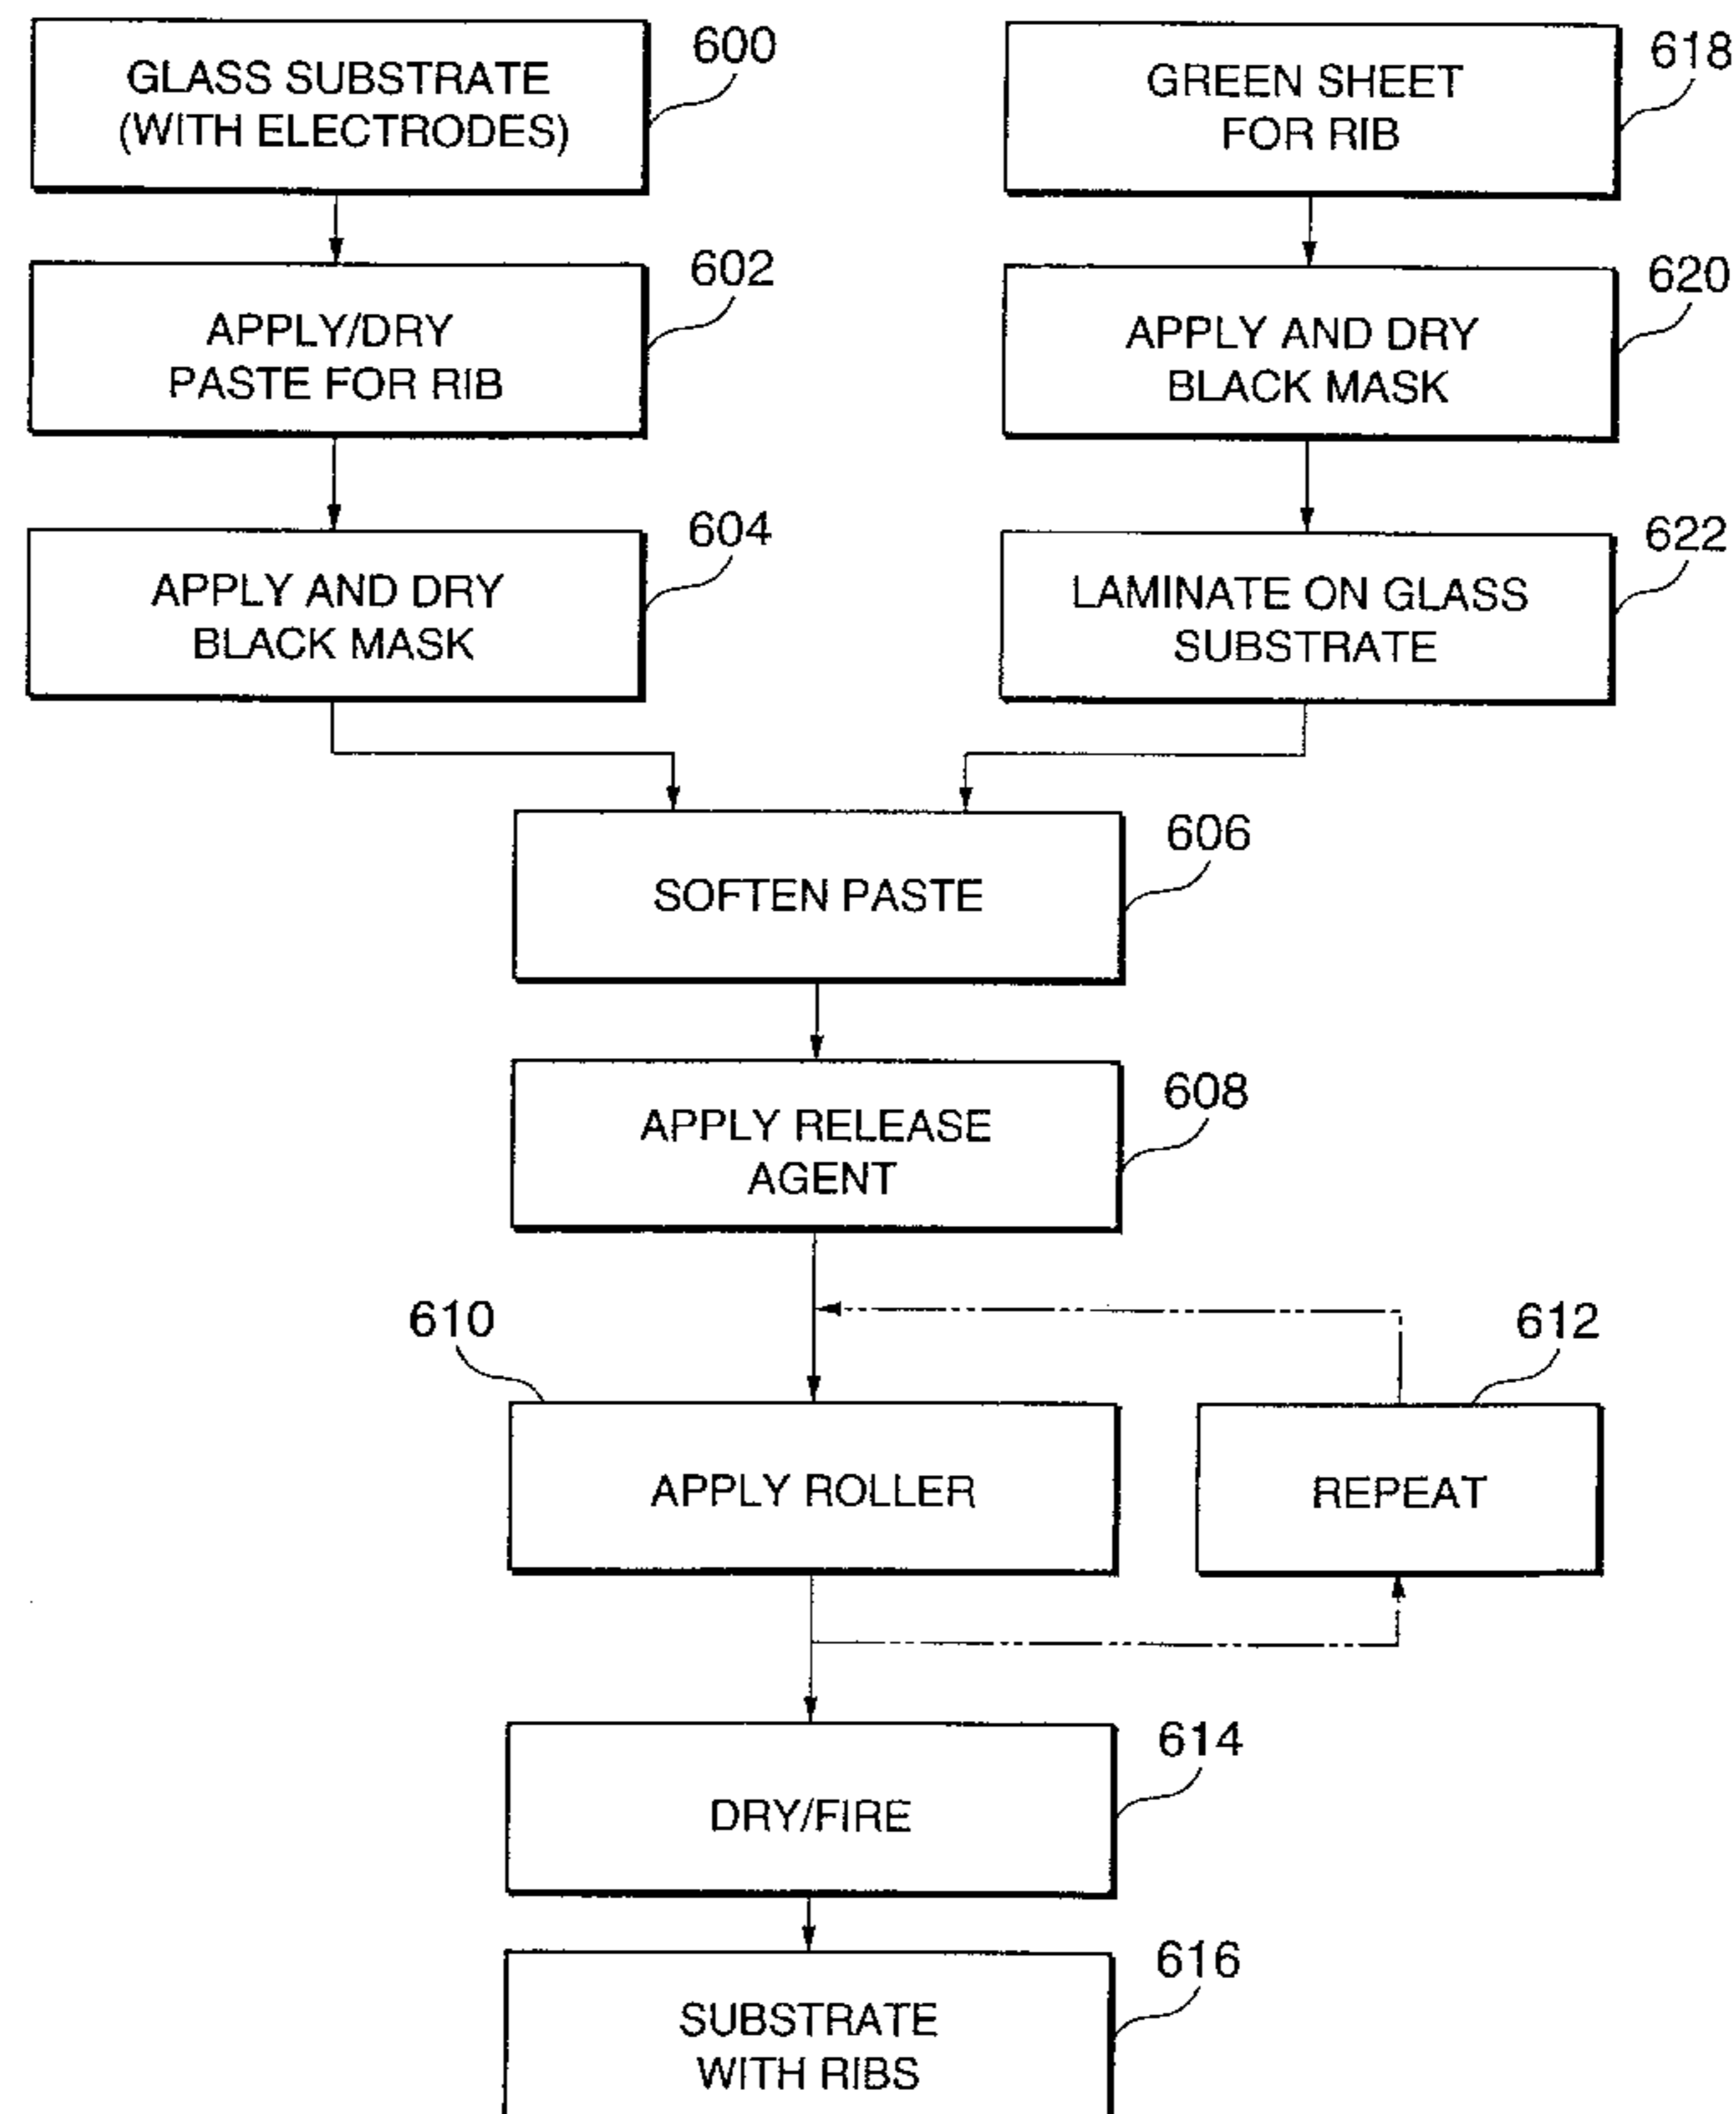 GLASS SUBSTRATE
(WITH ELECTRODES)
600
APPLY/DRY
PASTE FOR RIB
602
APPLY AND DRY
BLACK MASK
604
GREEN SHEET
FOR RIB
618
APPLY AND DRY
BLACK MASK
620
LAMINATE ON GLASS
SUBSTRATE
622
SOFTEN PASTE
606
APPLY RELEASE
AGENT
608
610
APPLY ROLLER
612
REPEAT
DRY/FIRE
614
SUBSTRATE
WITH RIBS
616